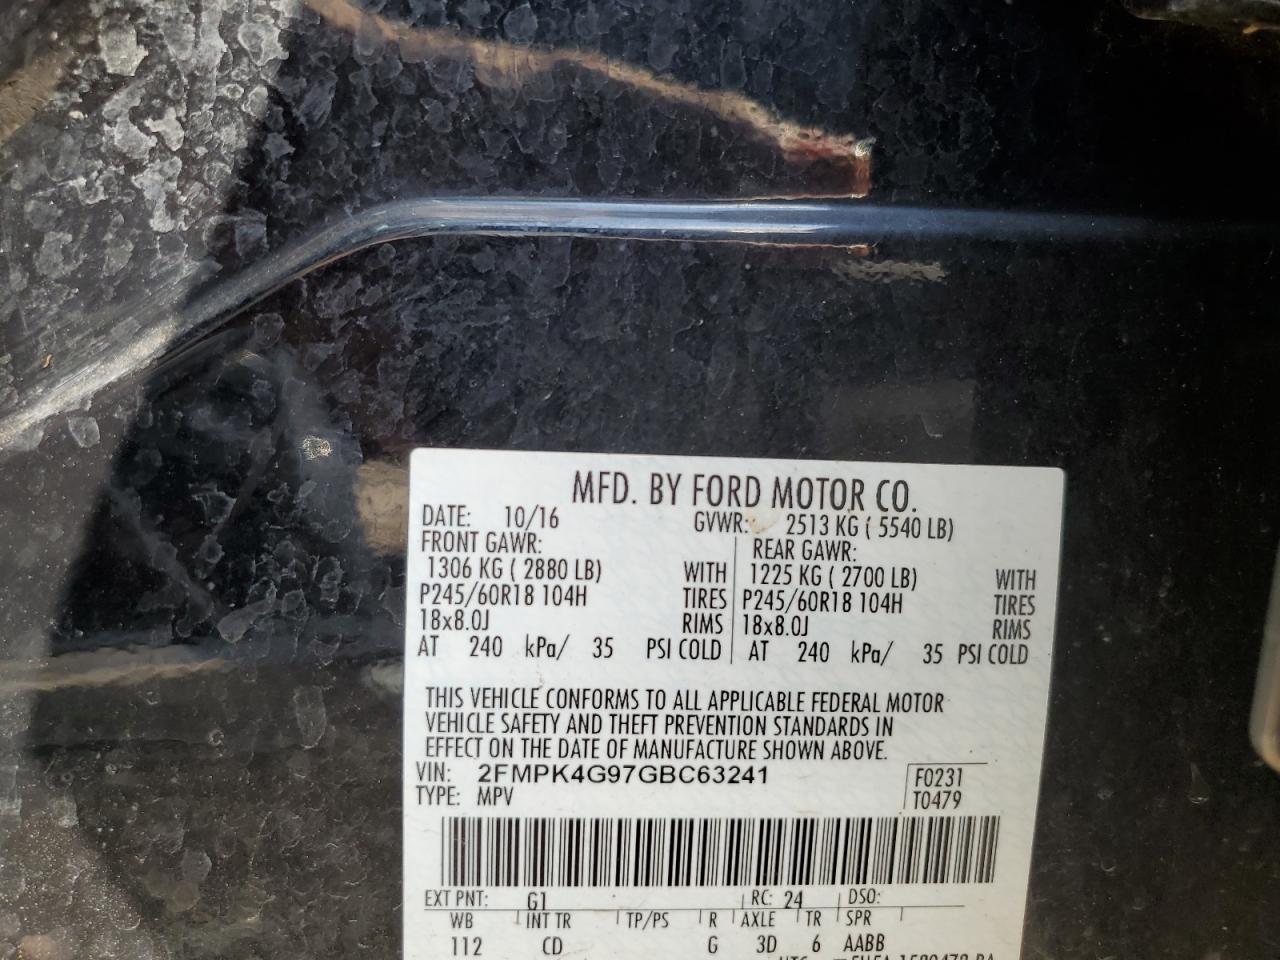 MFD. BY FORD MOTOR CO.
DATE: 10/16 GVWR: 2513 KG ( 5540 LB)
FRONT GAWR: REAR GAWR:
1306 KG ( 2880 LB) WITH 1225 KG ( 2700 LB) WITH
P245/60R18 104H TIRES P245/60R18 104H TIRES
18x8.0J RIMS 18x8.0J RIMS
AT 240 kPa/ 35 PSI COLD AT 240 kPa/ 35 PSI COLD
THIS VEHICLE CONFORMS TO ALL APPLICABLE FEDERAL MOTOR
VEHICLE SAFETY AND THEFT PREVENTION STANDARDS IN
EFFECT ON THE DATE OF MANUFACTURE SHOWN ABOVE.
VIN: 2FMPK4G97GBC63241 F0231
TYPE: MPV T0479
EXT PNT: G1 RC: 24 DSO:
WB INT TR TP/PS R AXLE TR SPR
112 CD G 3D 6 AABB